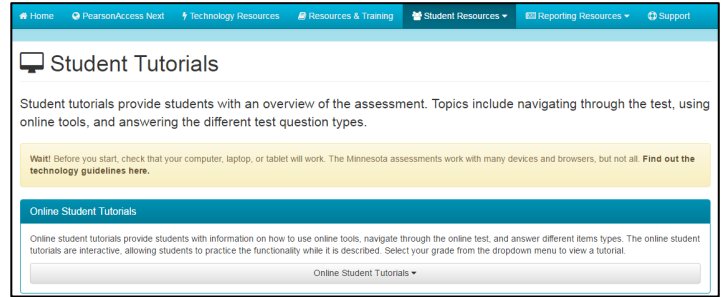 Home PearsonAccess Next Technology Resources Resources & Training Student Resources Reporting Resources Support
Student Tutorials
Student tutorials provide students with an overview of the assessment. Topics include navigating through the test, using
online tools, and answering the different test question types.
Wait! Before you start, check that your computer, laptop, or tablet will work. The Minnesota assessments work with many devices and browsers, but not all. Find out the
technology guidelines here.
Online Student Tutorials
Online student tutorials provide students with information on how to use online tools, navigate through the online test, and answer different items types. The online student
tutorials are interactive, allowing students to practice the functionality while it is described. Select your grade from the dropdown menu to view a tutorial.
Online Student Tutorials